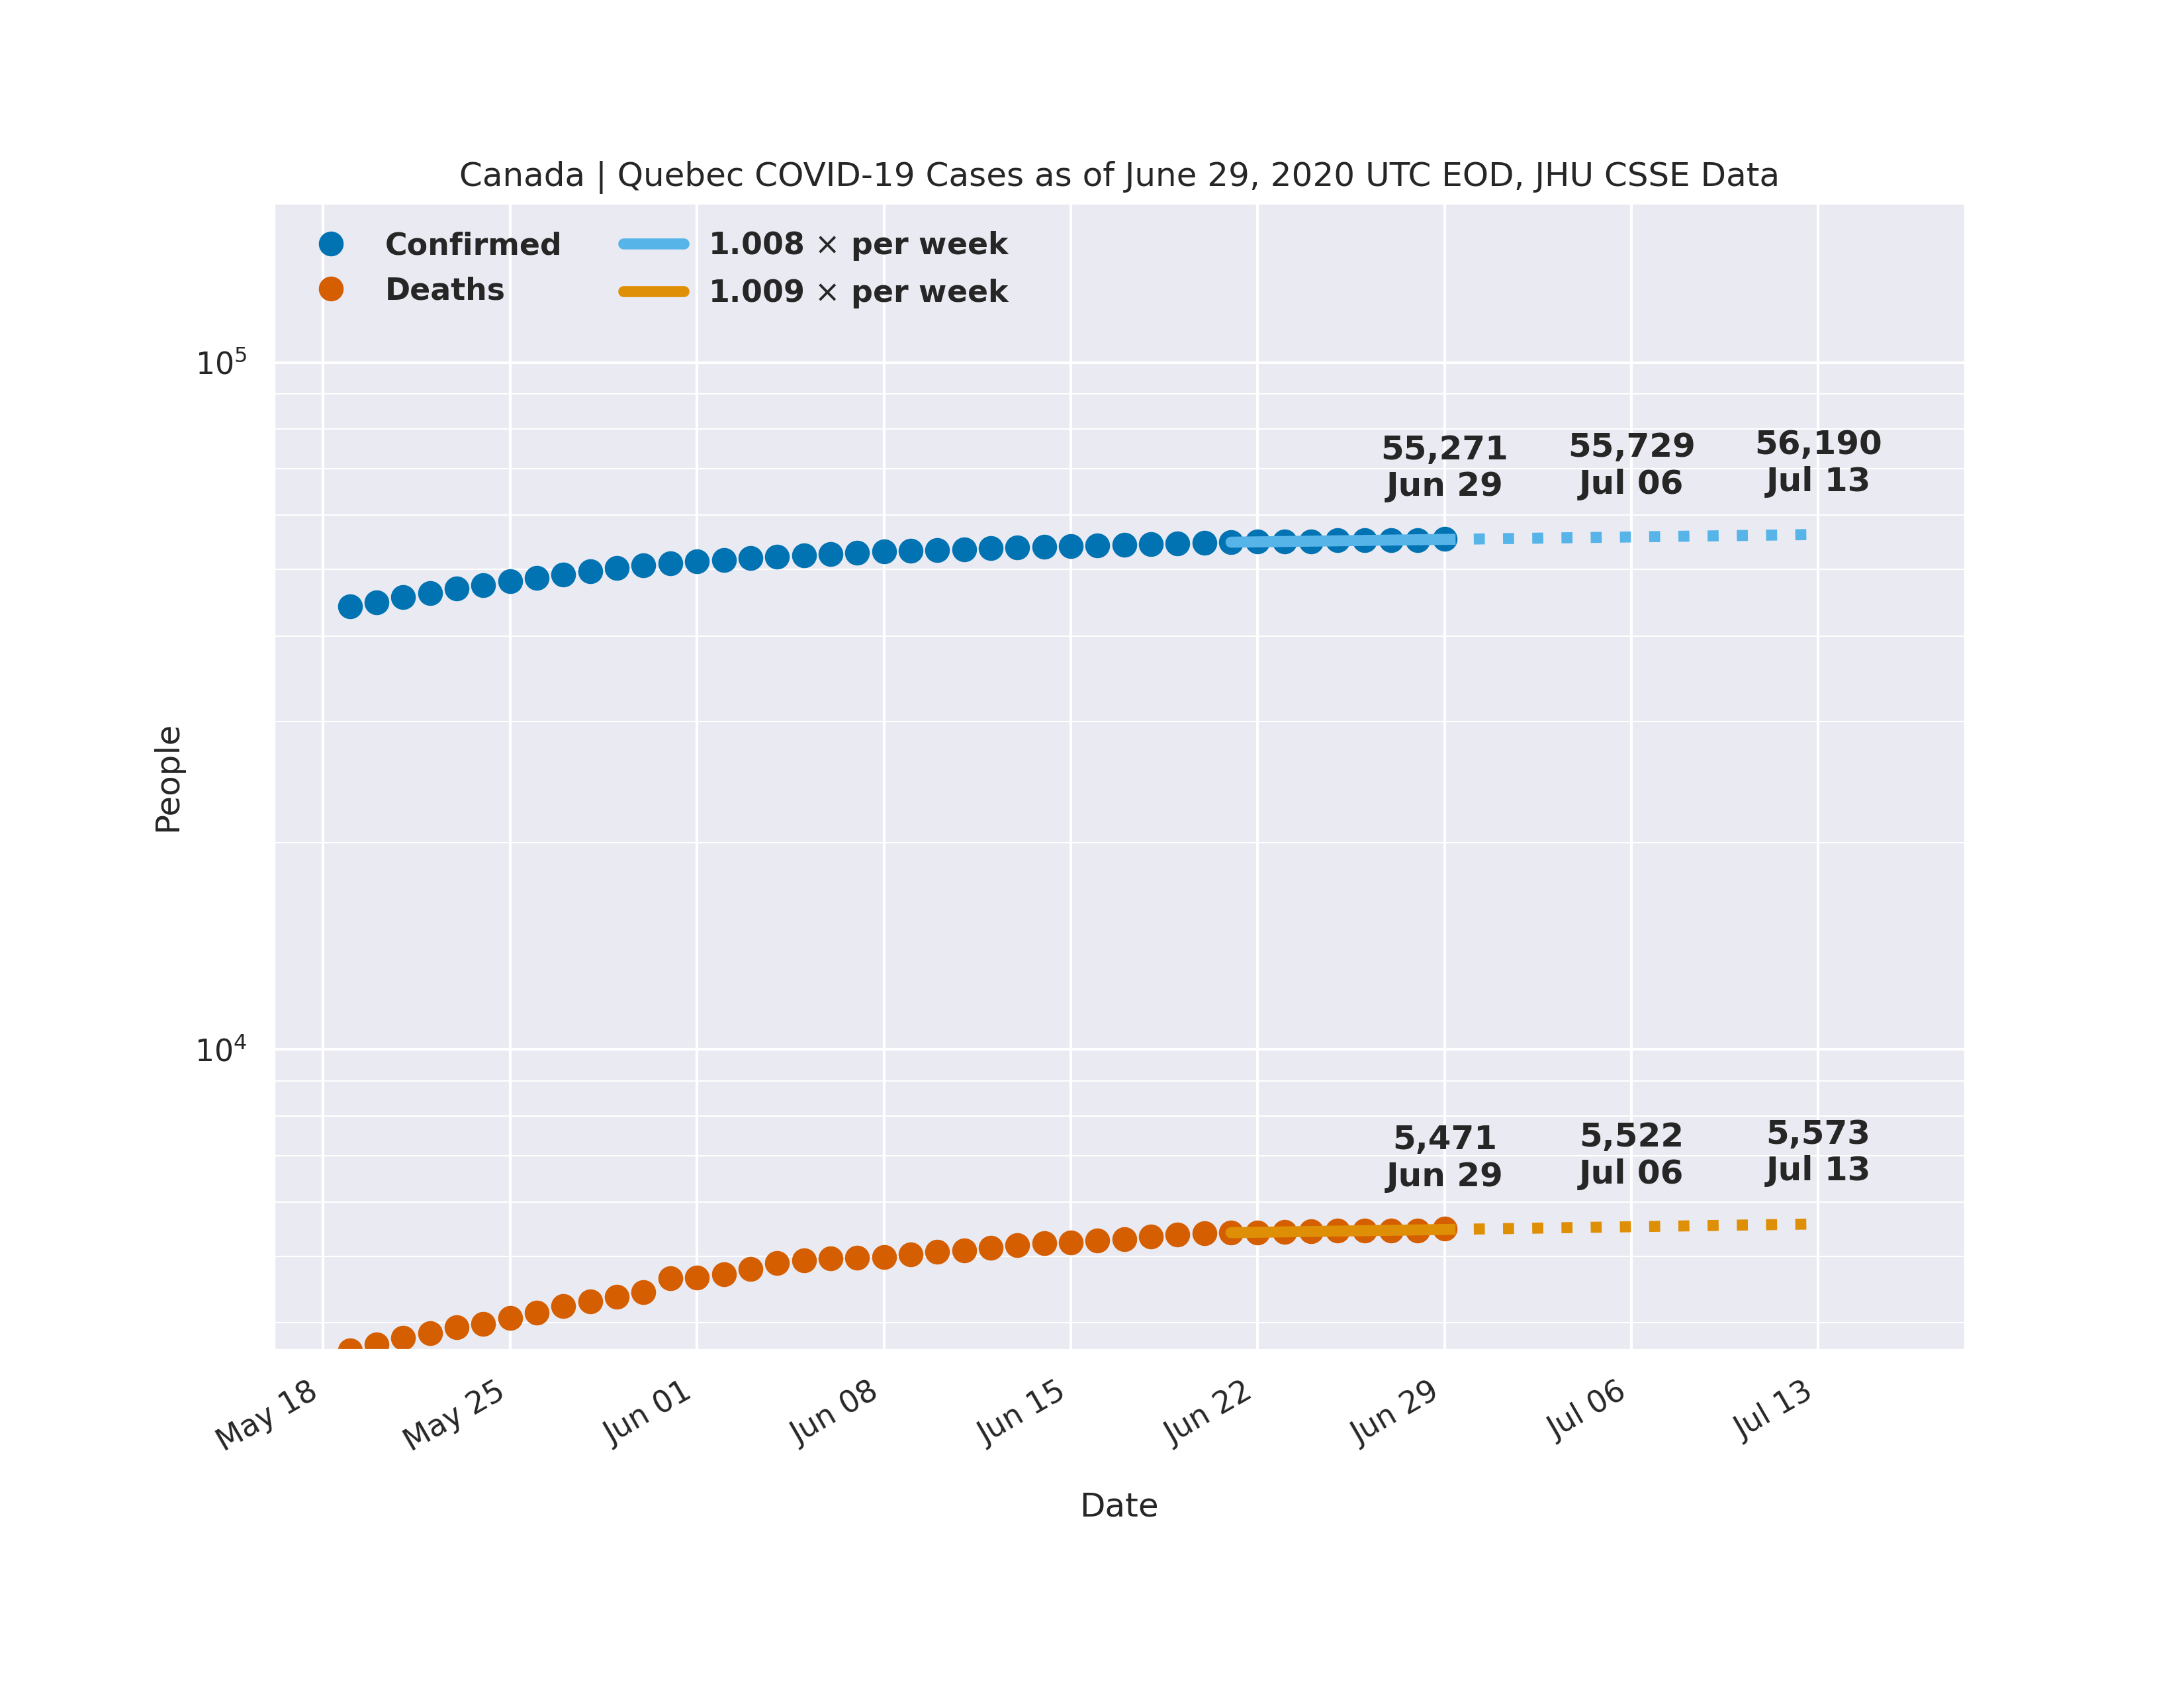 Canada | Quebec COVID-19 Cases as of June 29, 2020 UTC EOD, JHU CSSE Data
Confirmed
Deaths
1.008 × per week
1.009 × per week
10⁵
10⁴
People
55,271
Jun 29
55,729
Jul 06
56,190
Jul 13
5,471
Jun 29
5,522
Jul 06
5,573
Jul 13
May 18
May 25
Jun 01
Jun 08
Jun 15
Jun 22
Jun 29
Jul 06
Jul 13
Date